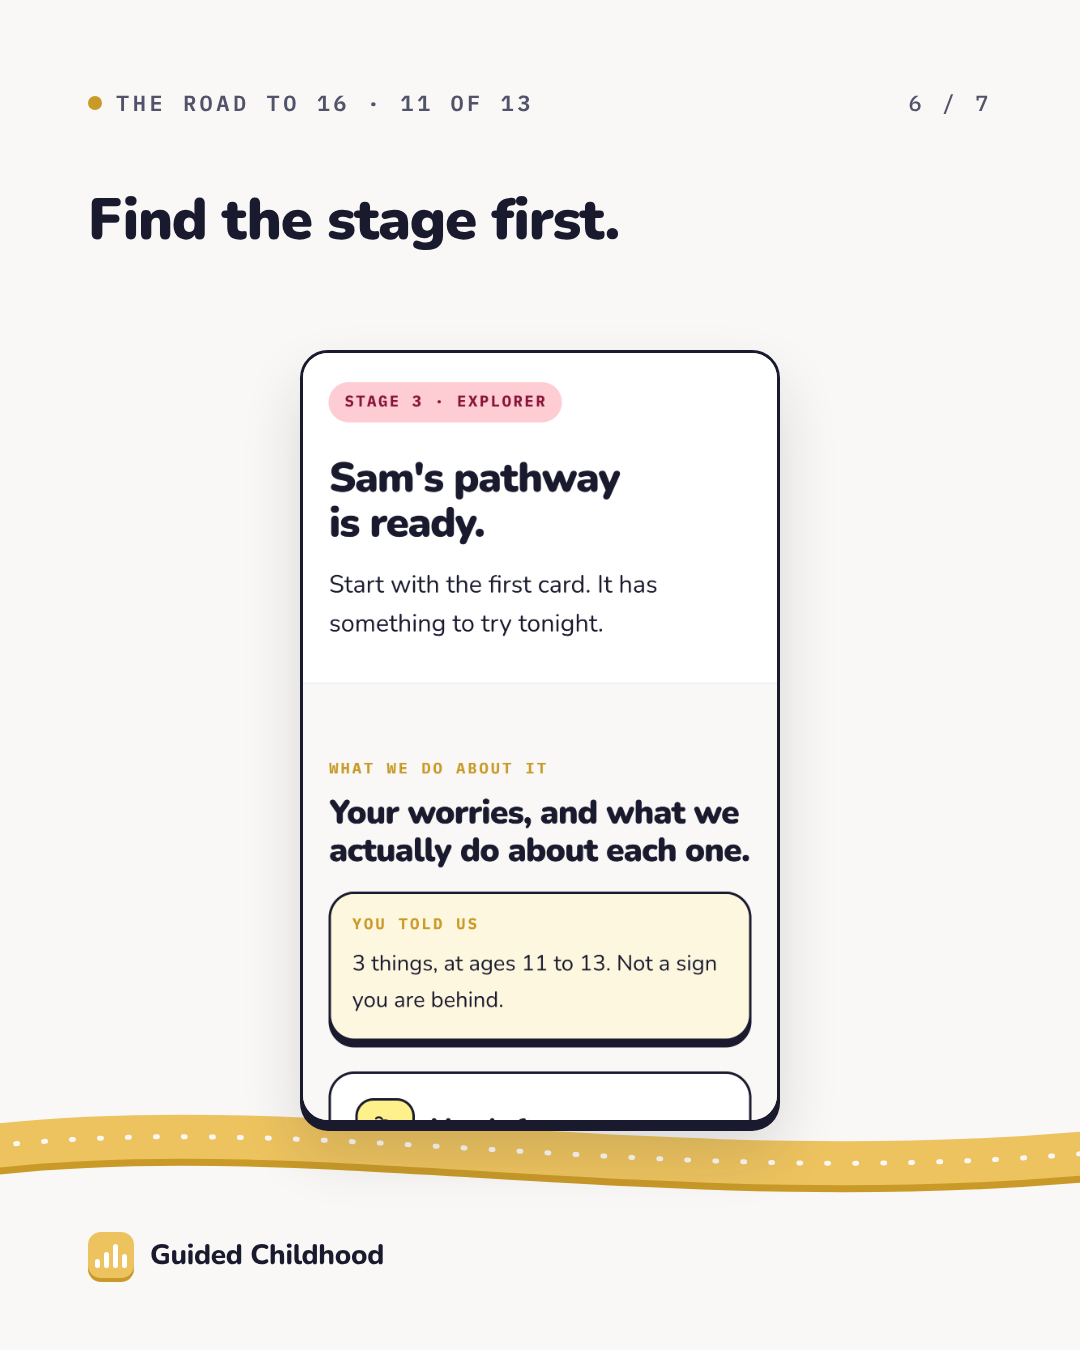 THE ROAD TO 16 · 11 OF 13
6 / 7
Find the stage first.
STAGE 3 · EXPLORER
Sam's pathway
is ready.
Start with the first card. It has
something to try tonight.
WHAT WE DO ABOUT IT
Your worries, and what we
actually do about each one.
YOU TOLD US
3 things, at ages 11 to 13. Not a sign
you are behind.
Guided Childhood